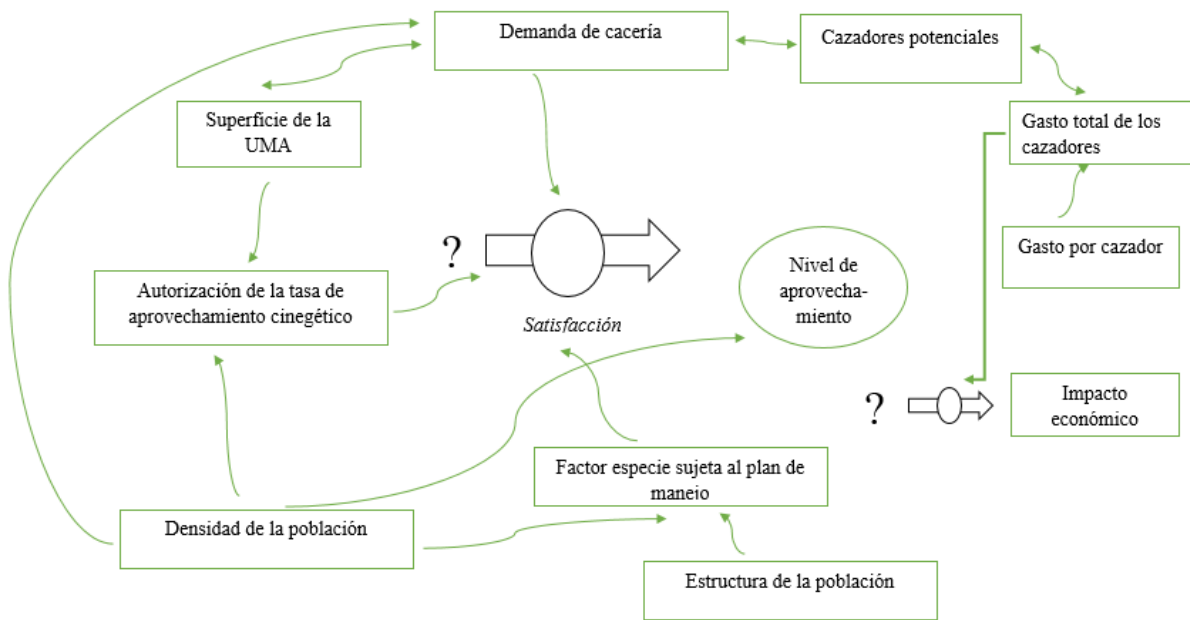 Demanda de cacería
Cazadores potenciales
Superficie de la
UMA
Gasto total de los
cazadores
?
Gasto por cazador
Autorización de la tasa de
aprovechamiento cinegético
Nivel de
aprovecha-
miento
Satisfacción
?
Impacto
económico
Factor especie sujeta al plan de
manejo
Densidad de la población
Estructura de la población